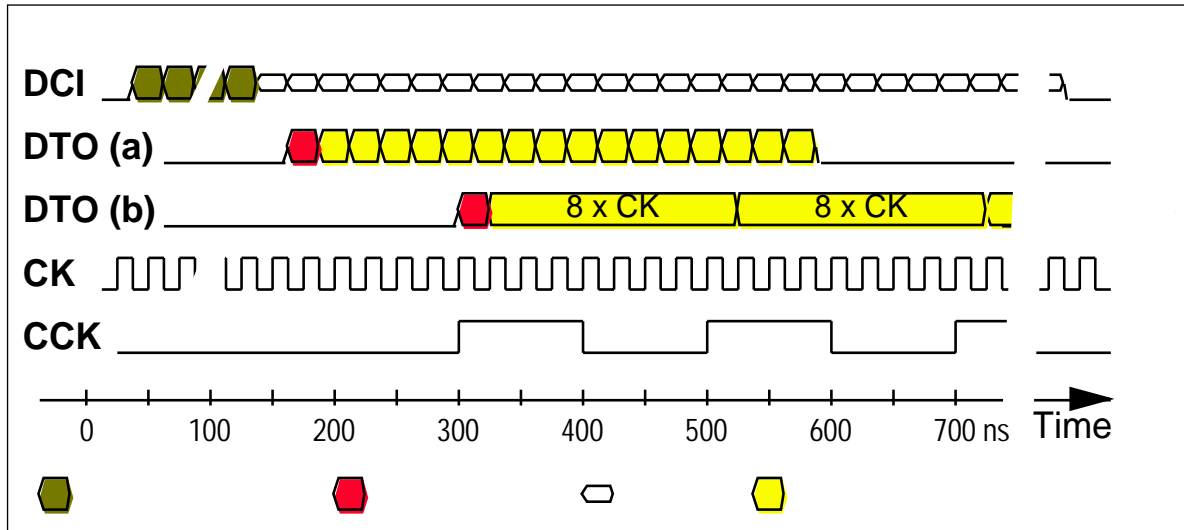 DCI
DTO (a)
DTO (b) 8 x CK 8 x CK
CK
CCK
0 100 200 300 400 500 600 700 ns Time